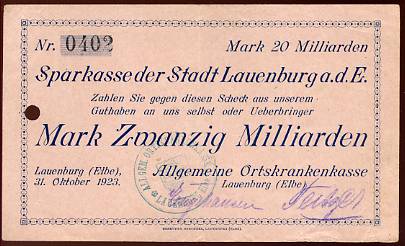 Nr. 0402 Mark 20 Milliarden
Sparkasse der Stadt Lauenburg a.d.E.
Zahlen Sie gegen diesen Scheck aus unserem
Guthaben an uns selbst oder Ueberbringer
Mark Zwanzig Milliarden
Lauenburg (Elbe), Allgemeine Ortskrankenkasse
31. Oktober 1923. Lauenburg (Elbe)